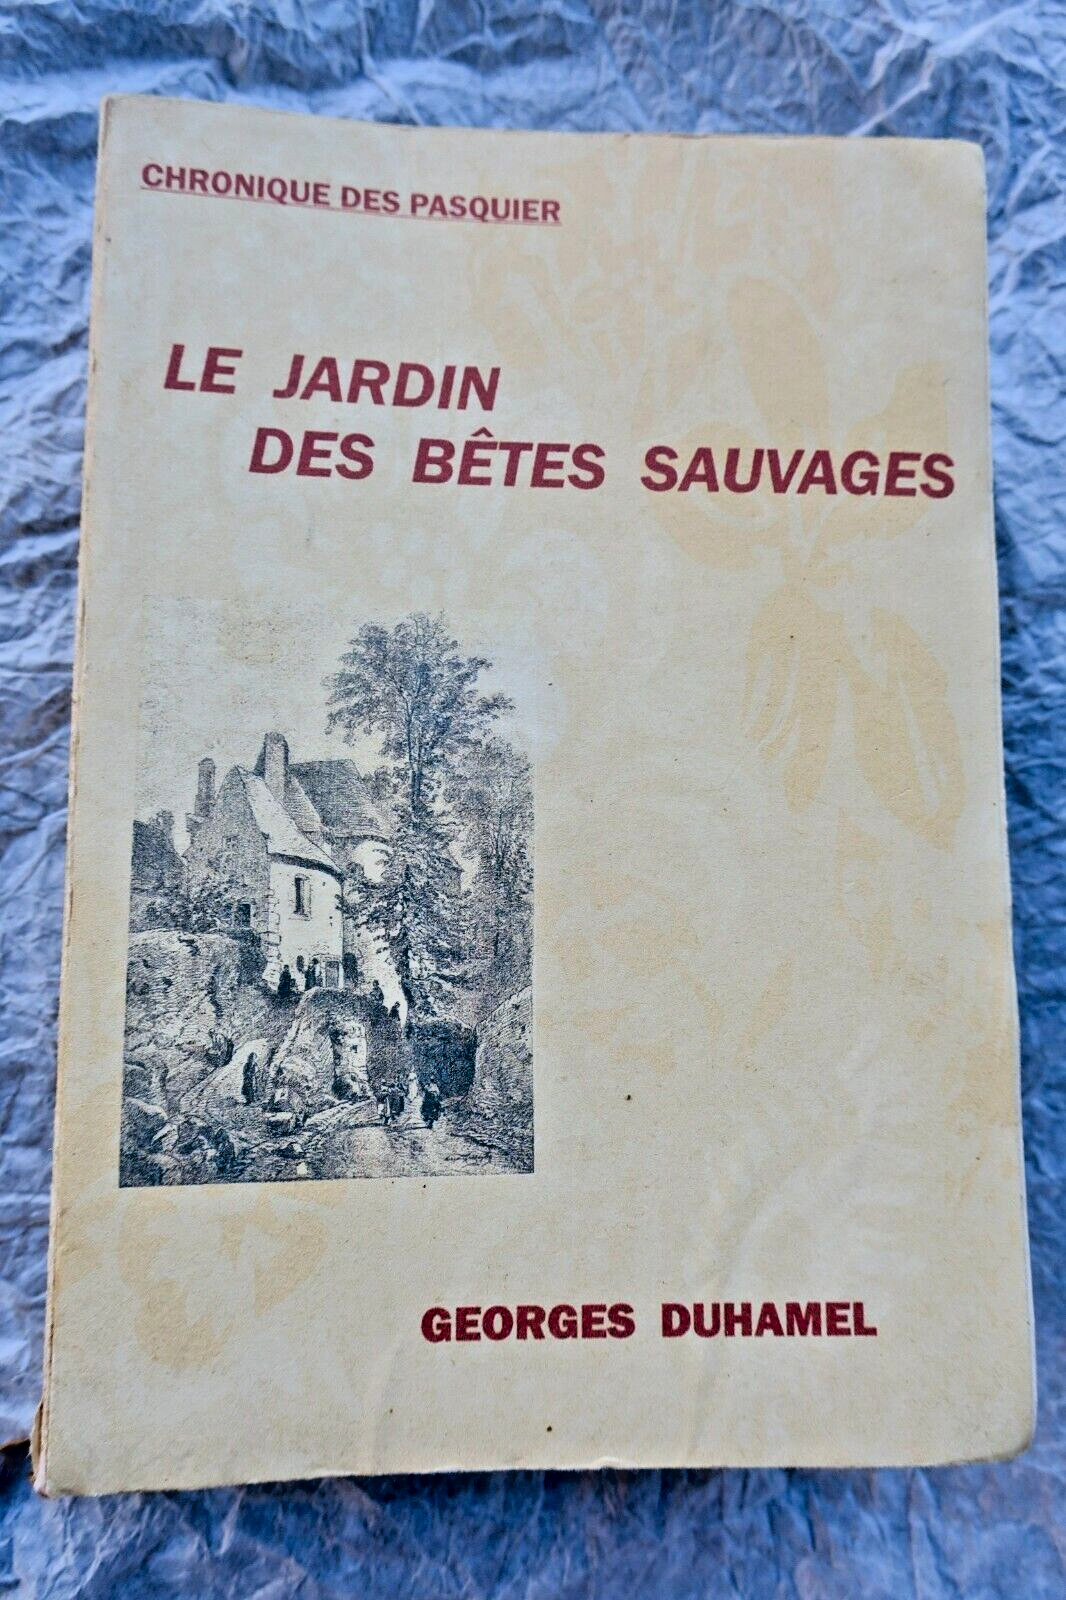 CHRONIQUE DES PASQUIER
LE JARDIN
DES BÊTES SAUVAGES
GEORGES DUHAMEL